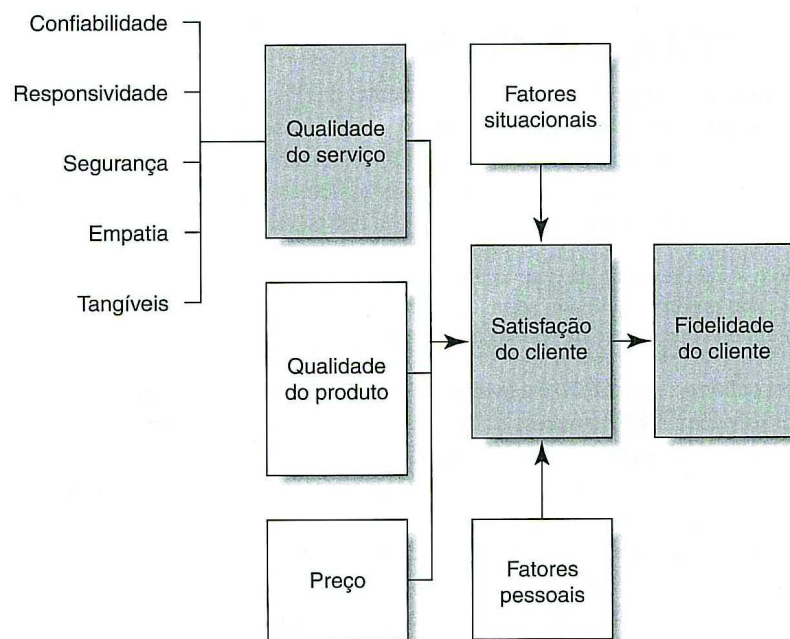 Confiabilidade
Responsividade
Segurança
Empatia
Tangíveis
Qualidade
do serviço
Qualidade
do produto
Preço
Fatores
situacionais
Satisfação
do cliente
Fatores
pessoais
Fidelidade
do cliente